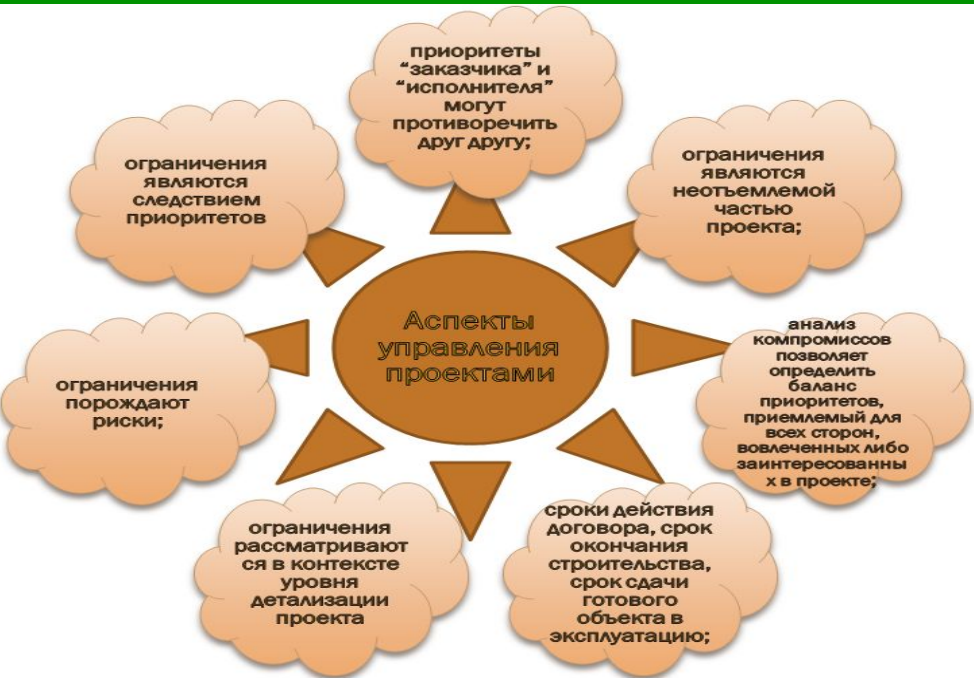 приоритеты
“заказчика” и
“исполнителя”
могут
противоречить
друг другу;
ограничения
являются
следствием
приоритетов
ограничения
являются
неотъемлемой
частью
проекта;
Аспекты
управления
проектами
анализ
компромиссов
позволяет
определить
баланс
приоритетов,
приемлемый для
всех сторон,
вовлеченных либо
заинтересованны
х в проекте;
ограничения
порождают
риски;
ограничения
рассматривают
ся в контексте
уровня
детализации
проекта
сроки действия
договора, срок
окончания
строительства,
срок сдачи
готового
объекта в
эксплуатацию;